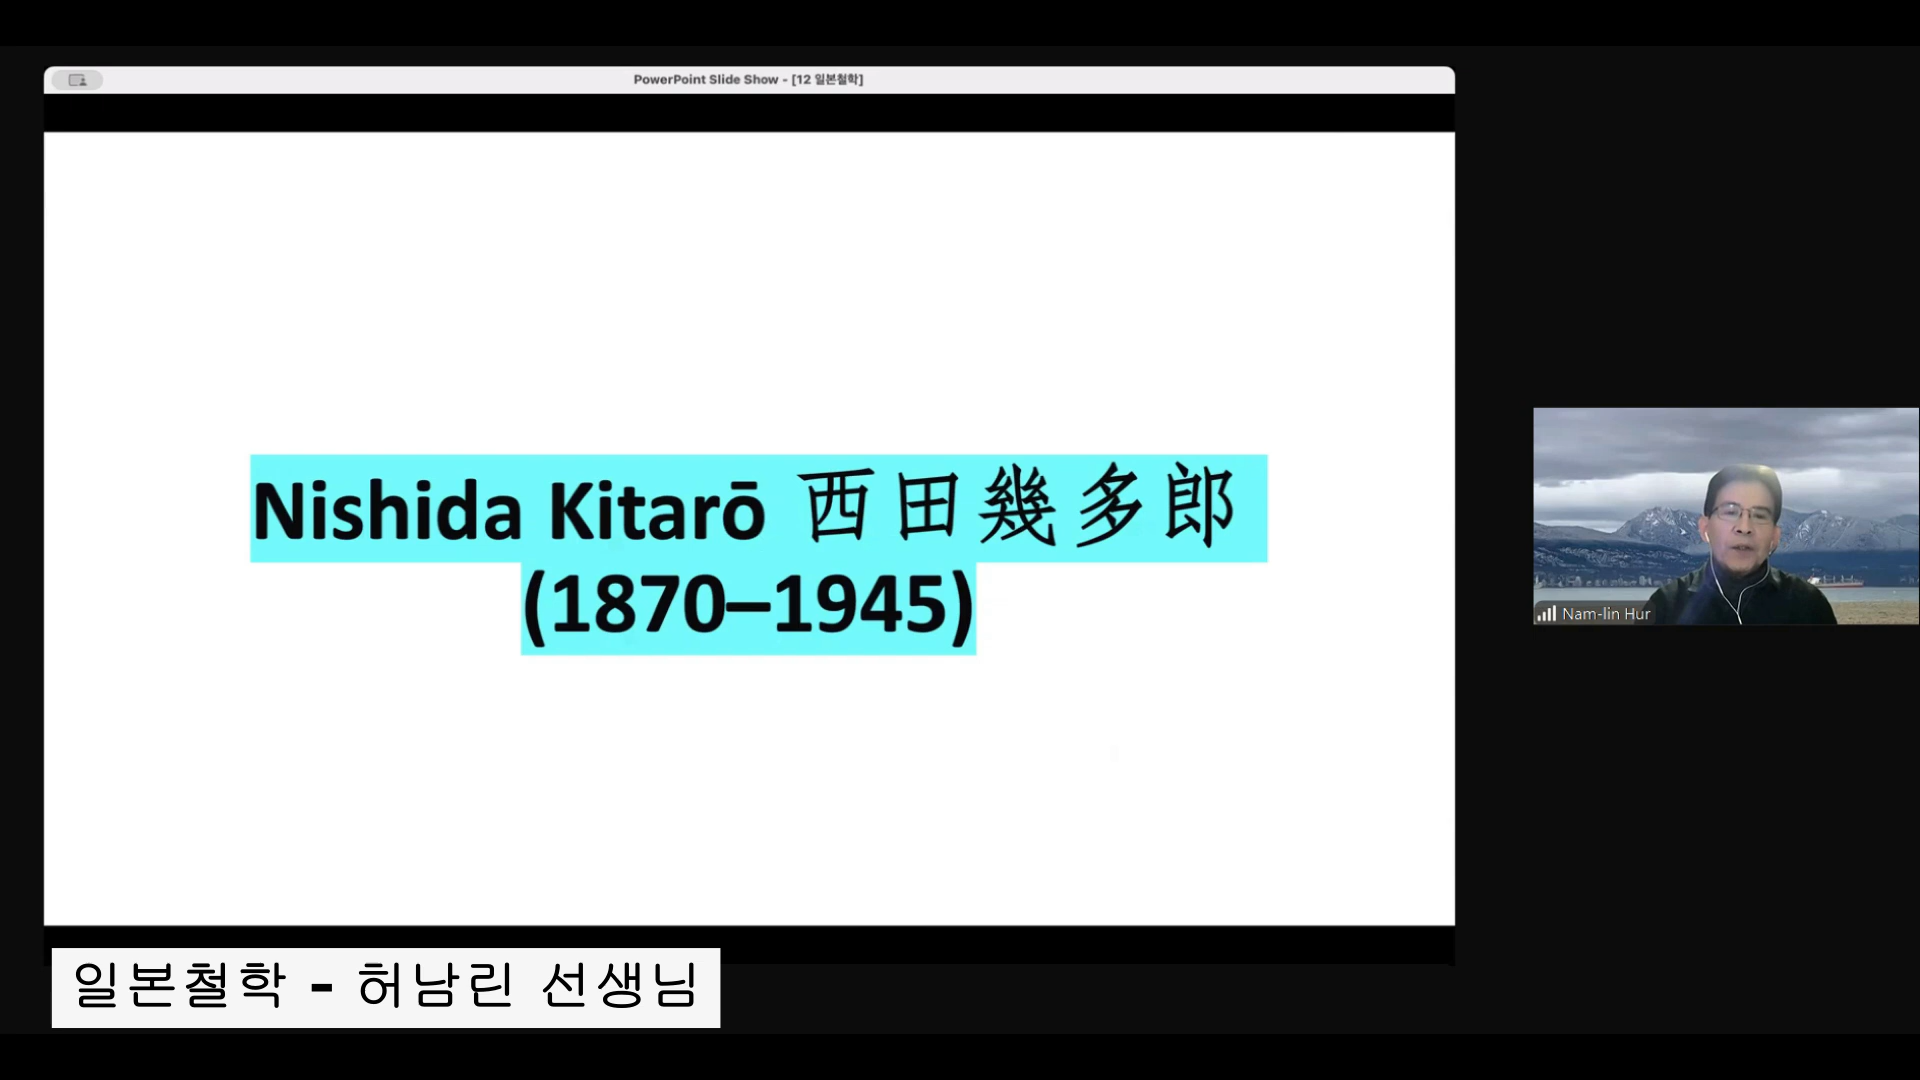 PowerPoint Slide Show - [12 일본철학]
Nishida Kitarō 西田幾多郎
(1870–1945)
Nam-lin Hur
일본철학 - 허남린 선생님